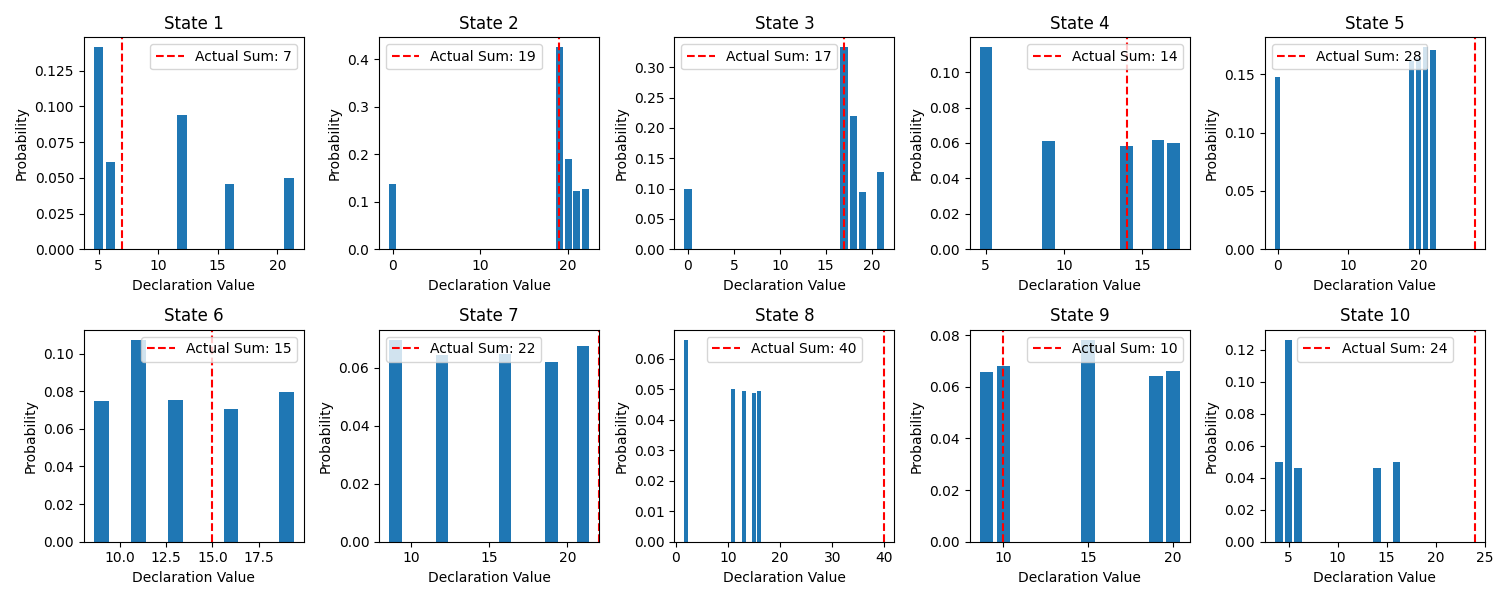 State 1
Actual Sum: 7
Probability
0.000
0.025
0.050
0.075
0.100
0.125
5
10
15
20
Declaration Value
State 2
Actual Sum: 19
Probability
0.0
0.1
0.2
0.3
0.4
0
10
20
Declaration Value
State 3
Actual Sum: 17
Probability
0.00
0.05
0.10
0.15
0.20
0.25
0.30
0
5
10
15
20
Declaration Value
State 4
Actual Sum: 14
Probability
0.00
0.02
0.04
0.06
0.08
0.10
5
10
15
Declaration Value
State 5
Actual Sum: 28
Probability
0.00
0.05
0.10
0.15
0
10
20
Declaration Value
State 6
Actual Sum: 15
Probability
0.00
0.02
0.04
0.06
0.08
0.10
10.0
12.5
15.0
17.5
Declaration Value
State 7
Actual Sum: 22
Probability
0.00
0.02
0.04
0.06
10
15
20
Declaration Value
State 8
Actual Sum: 40
Probability
0.00
0.01
0.02
0.03
0.04
0.05
0.06
0
10
20
30
40
Declaration Value
State 9
Actual Sum: 10
Probability
0.00
0.02
0.04
0.06
0.08
10
15
20
Declaration Value
State 10
Actual Sum: 24
Probability
0.00
0.02
0.04
0.06
0.08
0.10
0.12
5
10
15
20
25
Declaration Value